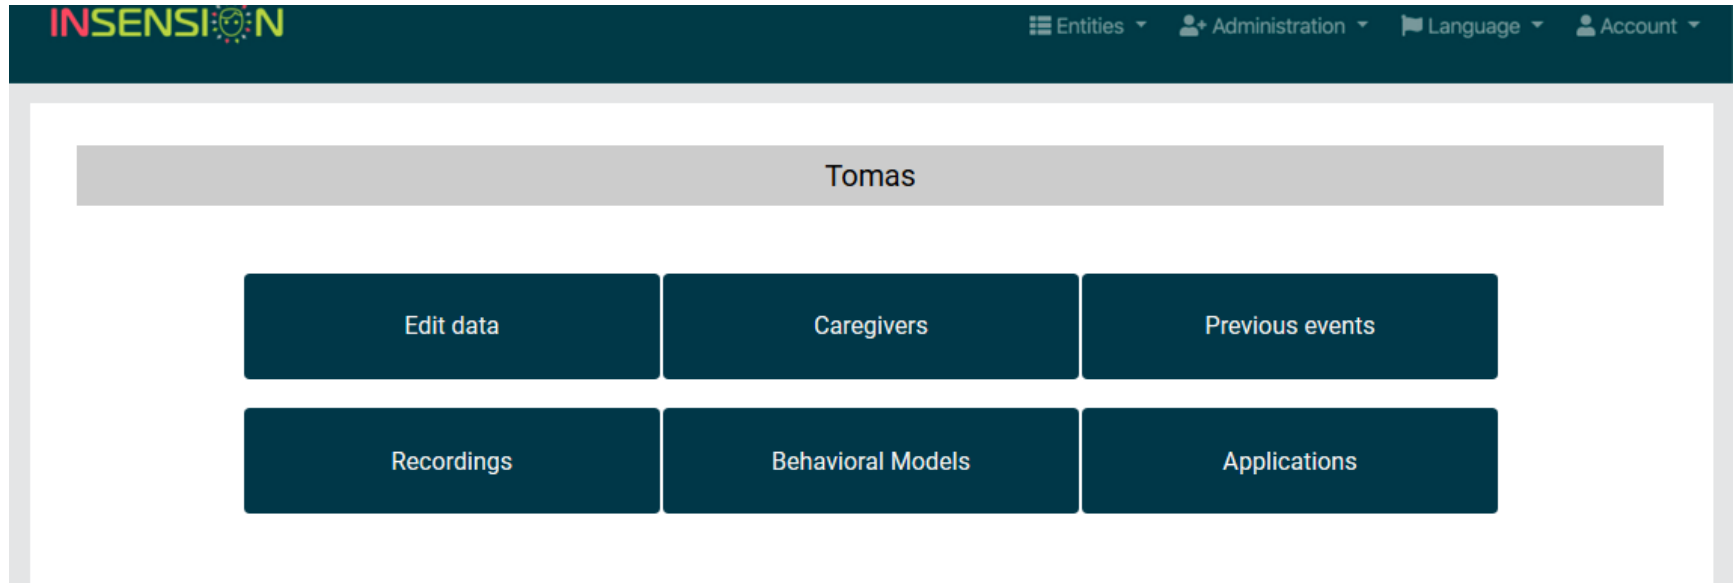 INSENSION Entities Administration Language Account
Tomas
Edit data Caregivers Previous events
Recordings Behavioral Models Applications